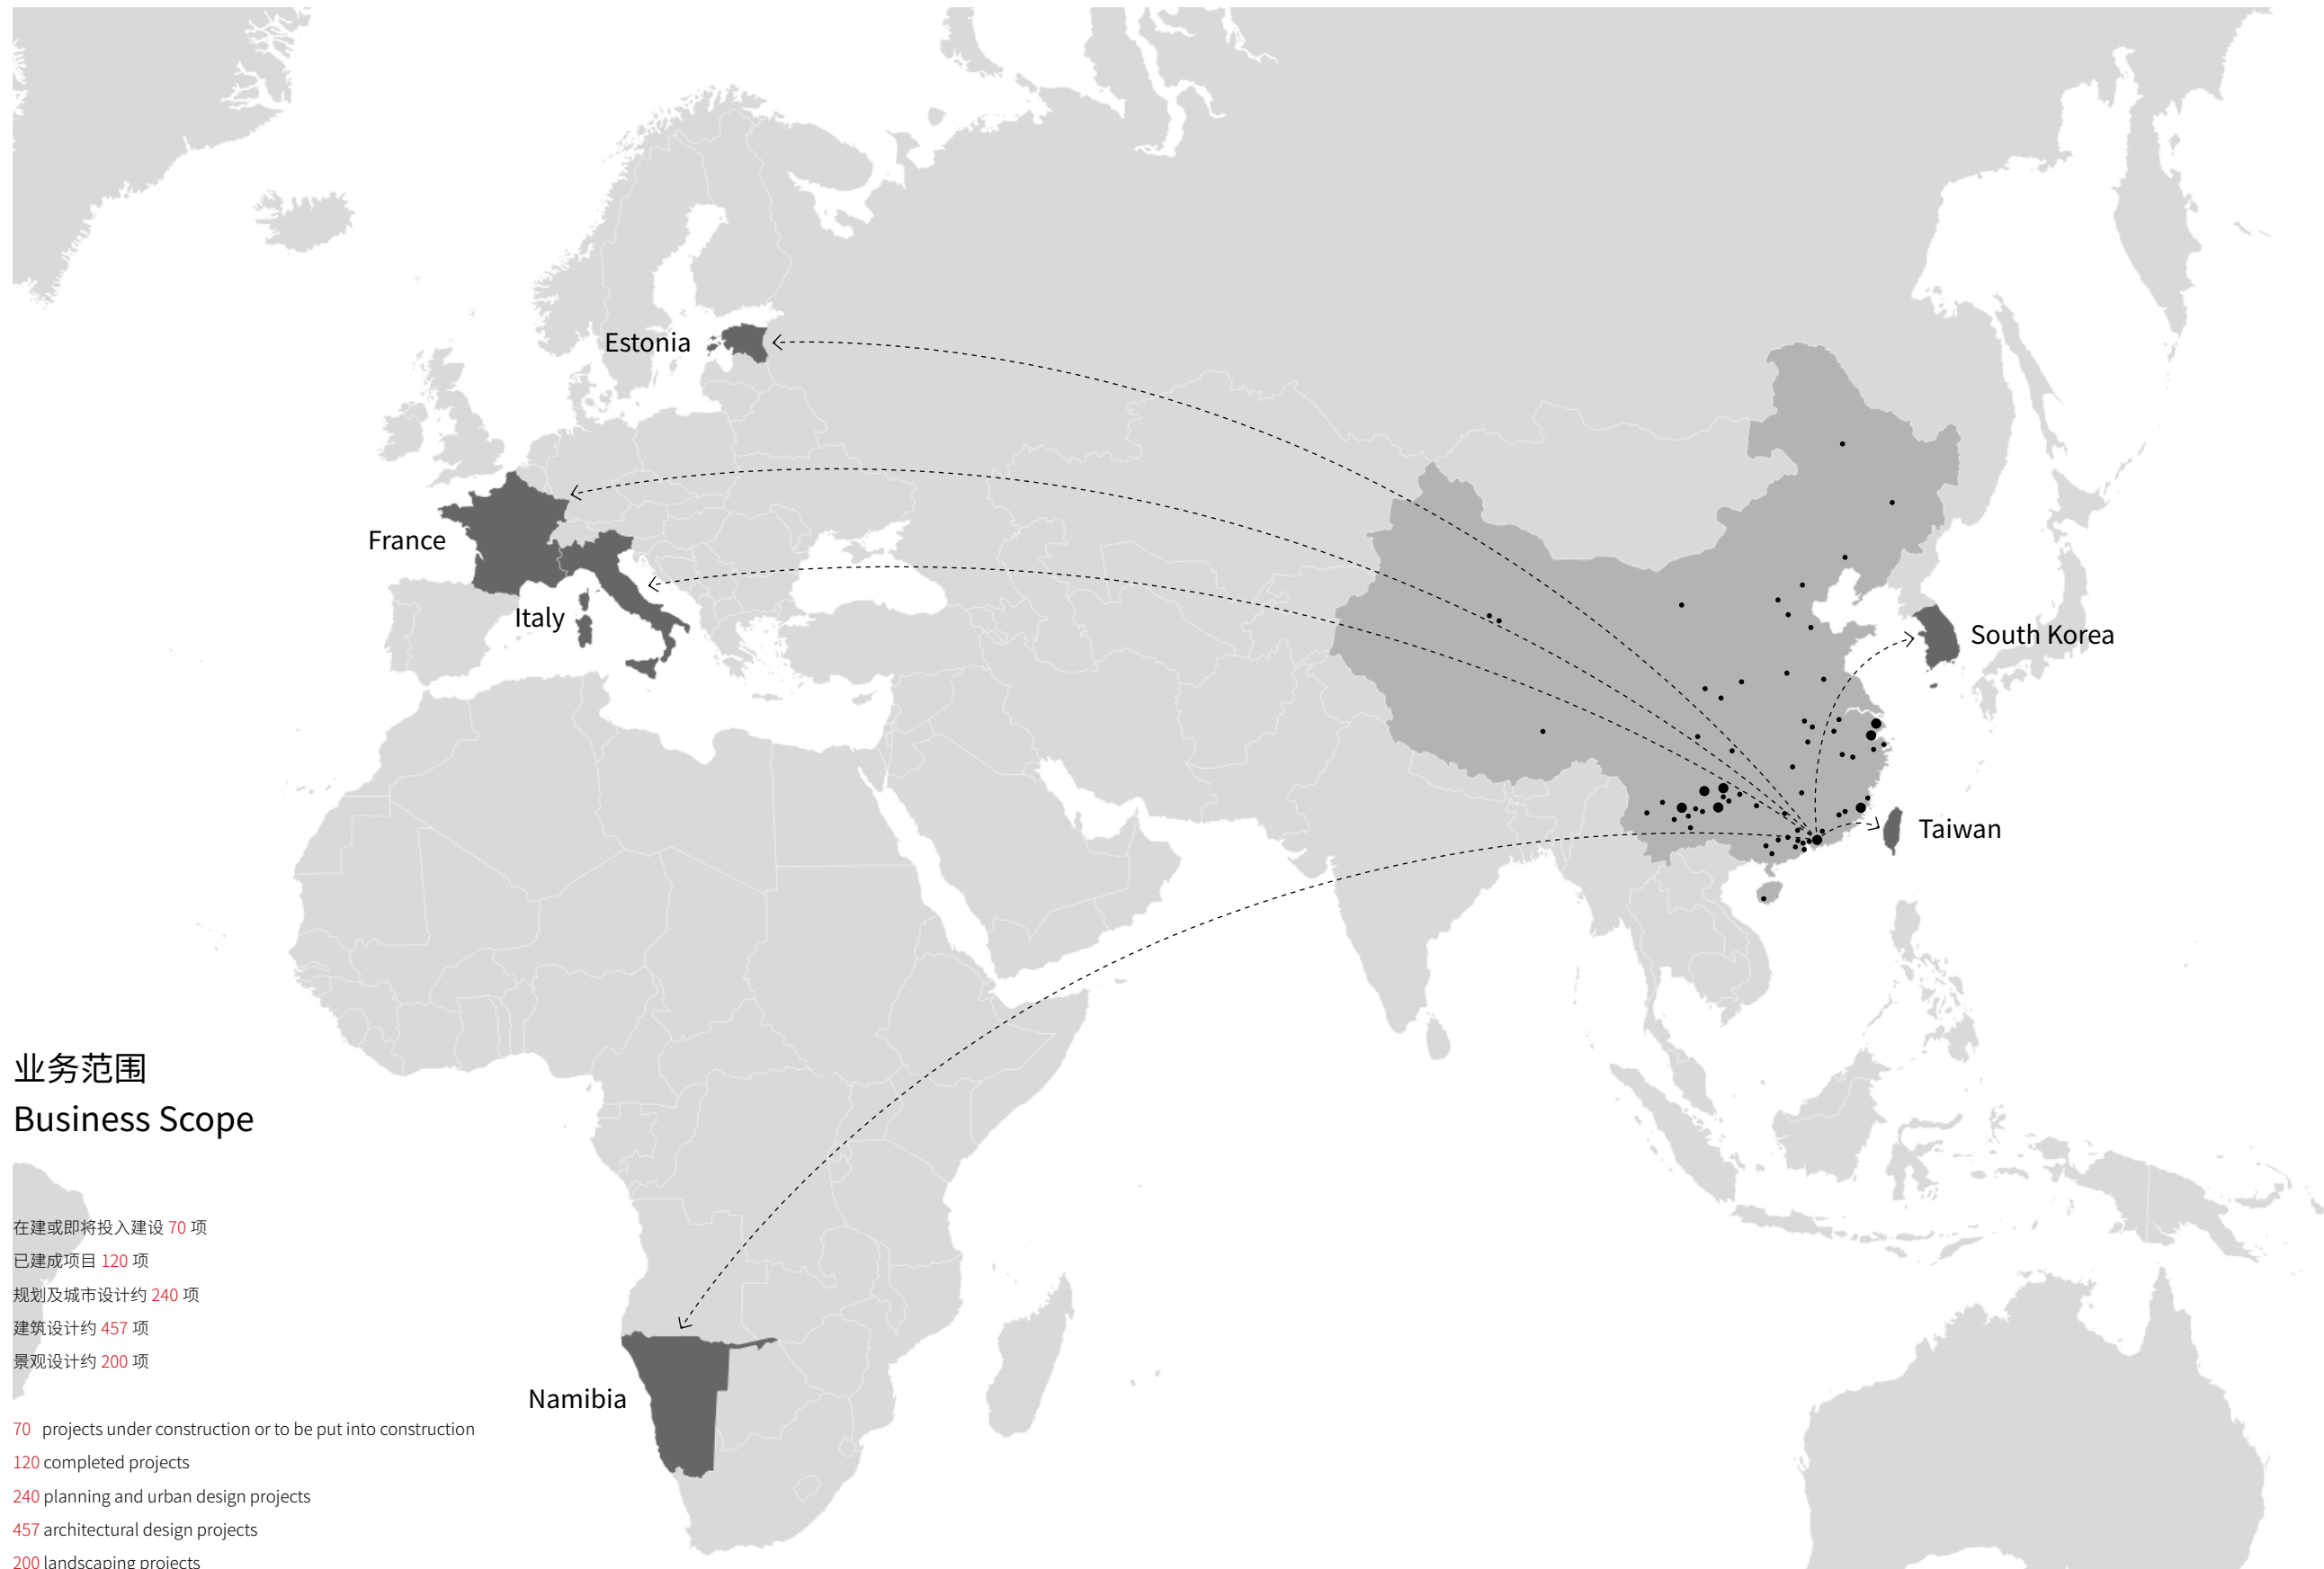 Estonia
France
Italy
South Korea
Taiwan
Namibia
业务范围
Business Scope
在建或即将投入建设 70 项
已建成项目 120 项
规划及城市设计约 240 项
建筑设计约 457 项
景观设计约 200 项
70 projects under construction or to be put into construction
120 completed projects
240 planning and urban design projects
457 architectural design projects
200 landscaping projects